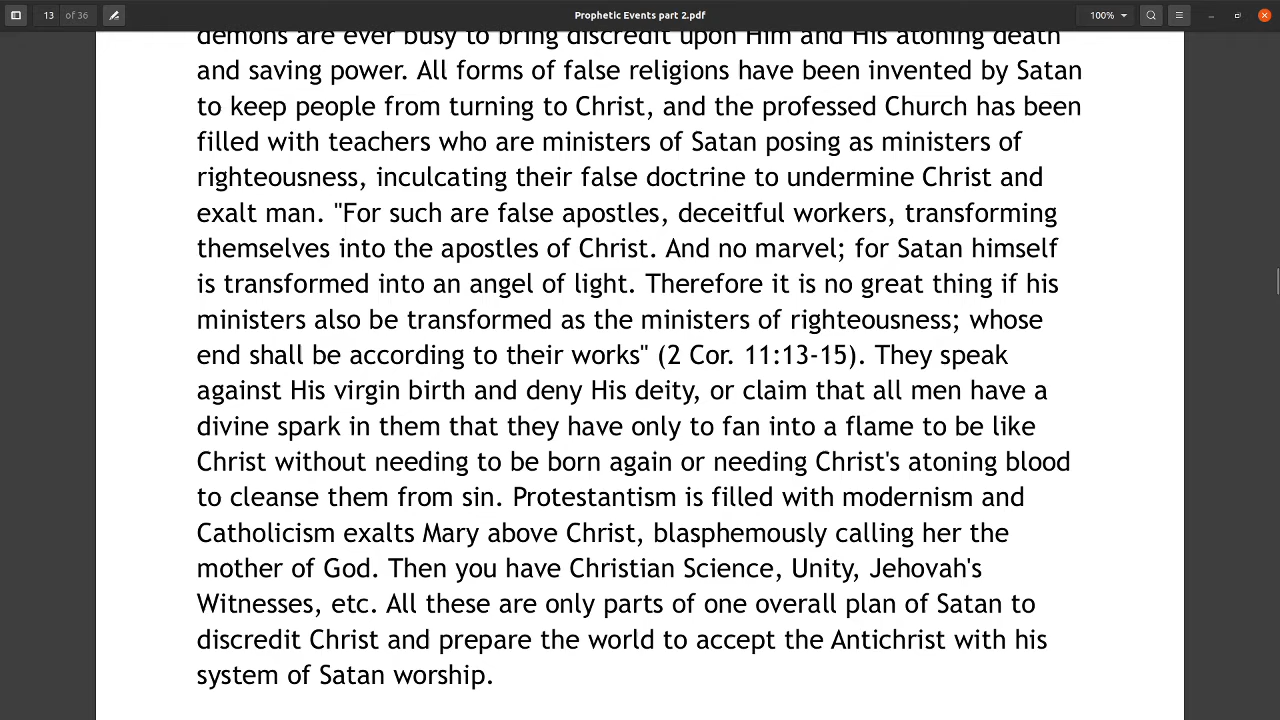 13 of 36
Prophetic Events part 2.pdf
100%
demons are ever busy to bring discredit upon Him and His atoning death
and saving power. All forms of false religions have been invented by Satan
to keep people from turning to Christ, and the professed Church has been
filled with teachers who are ministers of Satan posing as ministers of
righteousness, inculcating their false doctrine to undermine Christ and
exalt man. "For such are false apostles, deceitful workers, transforming
themselves into the apostles of Christ. And no marvel; for Satan himself
is transformed into an angel of light. Therefore it is no great thing if his
ministers also be transformed as the ministers of righteousness; whose
end shall be according to their works" (2 Cor. 11:13-15). They speak
against His virgin birth and deny His deity, or claim that all men have a
divine spark in them that they have only to fan into a flame to be like
Christ without needing to be born again or needing Christ's atoning blood
to cleanse them from sin. Protestantism is filled with modernism and
Catholicism exalts Mary above Christ, blasphemously calling her the
mother of God. Then you have Christian Science, Unity, Jehovah's
Witnesses, etc. All these are only parts of one overall plan of Satan to
discredit Christ and prepare the world to accept the Antichrist with his
system of Satan worship.